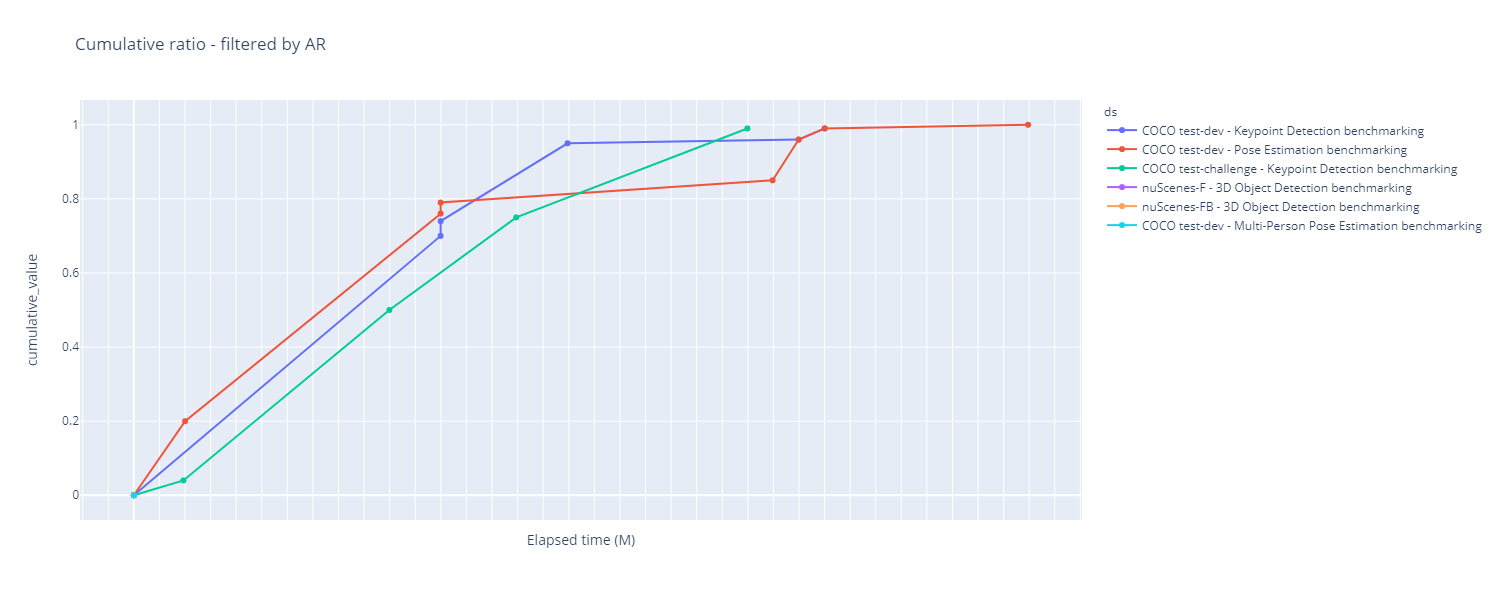 Cumulative ratio - filtered by AR
ds
COCO test-dev - Keypoint Detection benchmarking
COCO test-dev - Pose Estimation benchmarking
COCO test-challenge - Keypoint Detection benchmarking
nuScenes-F - 3D Object Detection benchmarking
nuScenes-FB - 3D Object Detection benchmarking
COCO test-dev - Multi-Person Pose Estimation benchmarking
1
0.8
0.6
0.4
0.2
0
cumulative_value
Elapsed time (M)